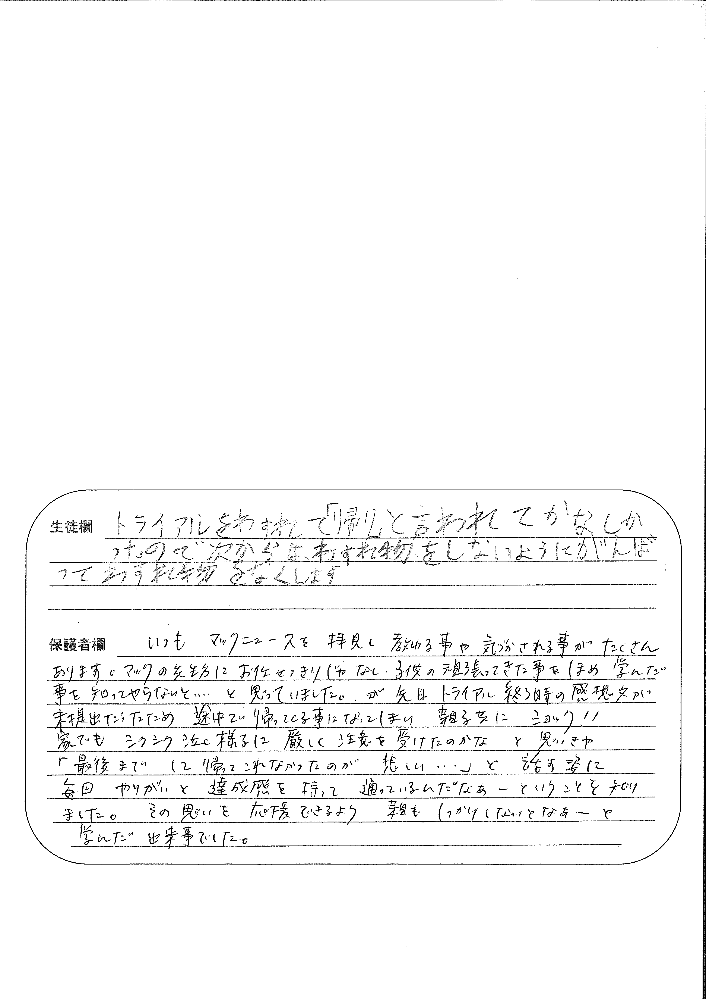 生徒欄 トライアルをわすれて「帰れ」と言われてかなしか
ったので次からは、わすれ物をしないようにがんば
ってわすれ物をなくします
保護者欄 いつも マックニュースを 拝見し 教わる事や 気づかされる事が たくさん
あります。マックの先生方に お任せっきりじゃなし、子供の頑張ってきた事を ほめ、学んだ
事を知ってやらないと…. と思っていました。が 先日 トライアル終了時の感想文が
未提出だったため 途中で帰ってくる事になってしまい 親子共に ショック!!
家でも シクシク泣く様子に 厳しく 注意を受けたのかな と思いきや
「最後まで して帰ってこれなかったのが 悲しい…」と 話す姿に
毎回 やりがいと 達成感を持って 通っているんだなぁーということを知り
ました。 その思いを 応援できるよう 親も しっかりしないとなぁーと
学んだ 出来事でした。